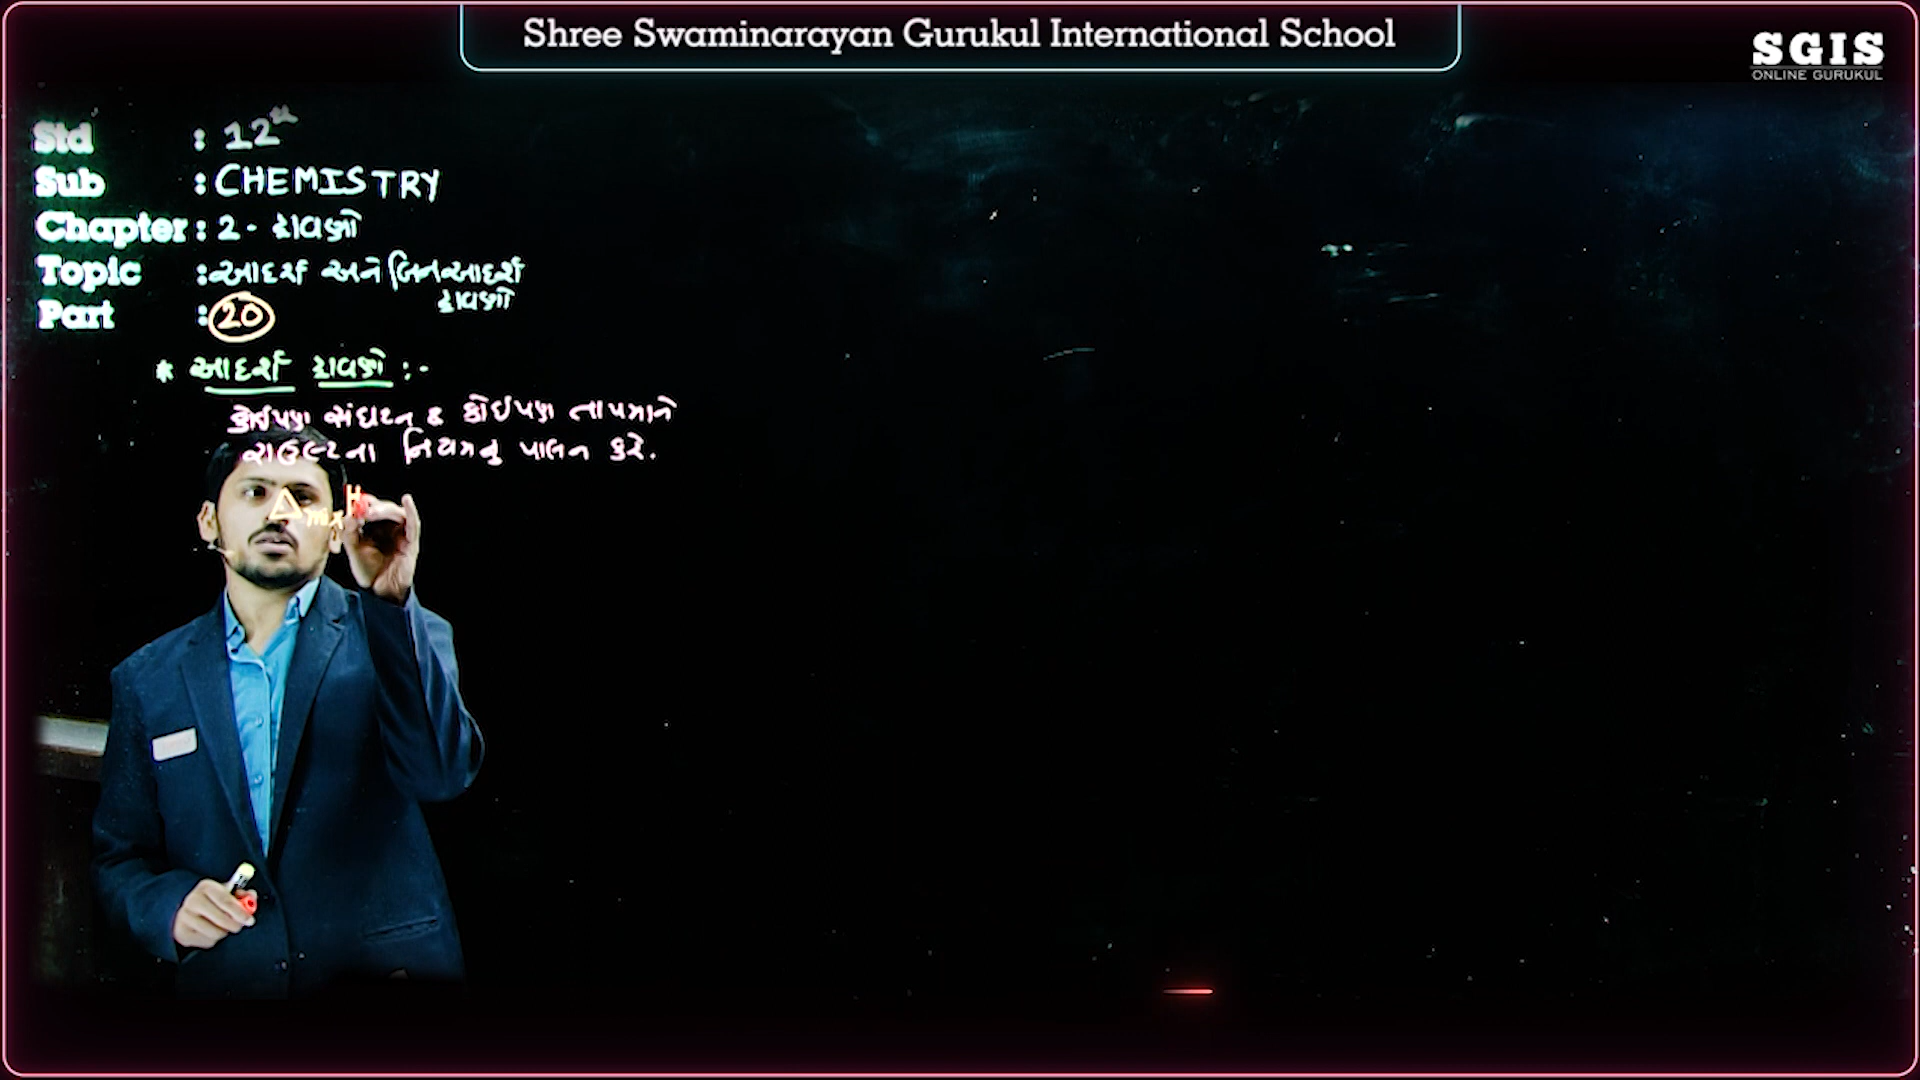 Shree Swaminarayan Gurukul International School
SGIS
ONLINE GURUKUL
Std : 12th
Sub : CHEMISTRY
Chapter : 2 - દ્રાવણો
Topic : આદર્શ અને બિનઆદર્શ
દ્રાવણો
Part : 20
* આદર્શ દ્રાવણો :-
કોઈપણ સંઘટન & કોઈપણ તાપમાને
રાઉલ્ટના નિયમનું પાલન કરે.
Δmix H